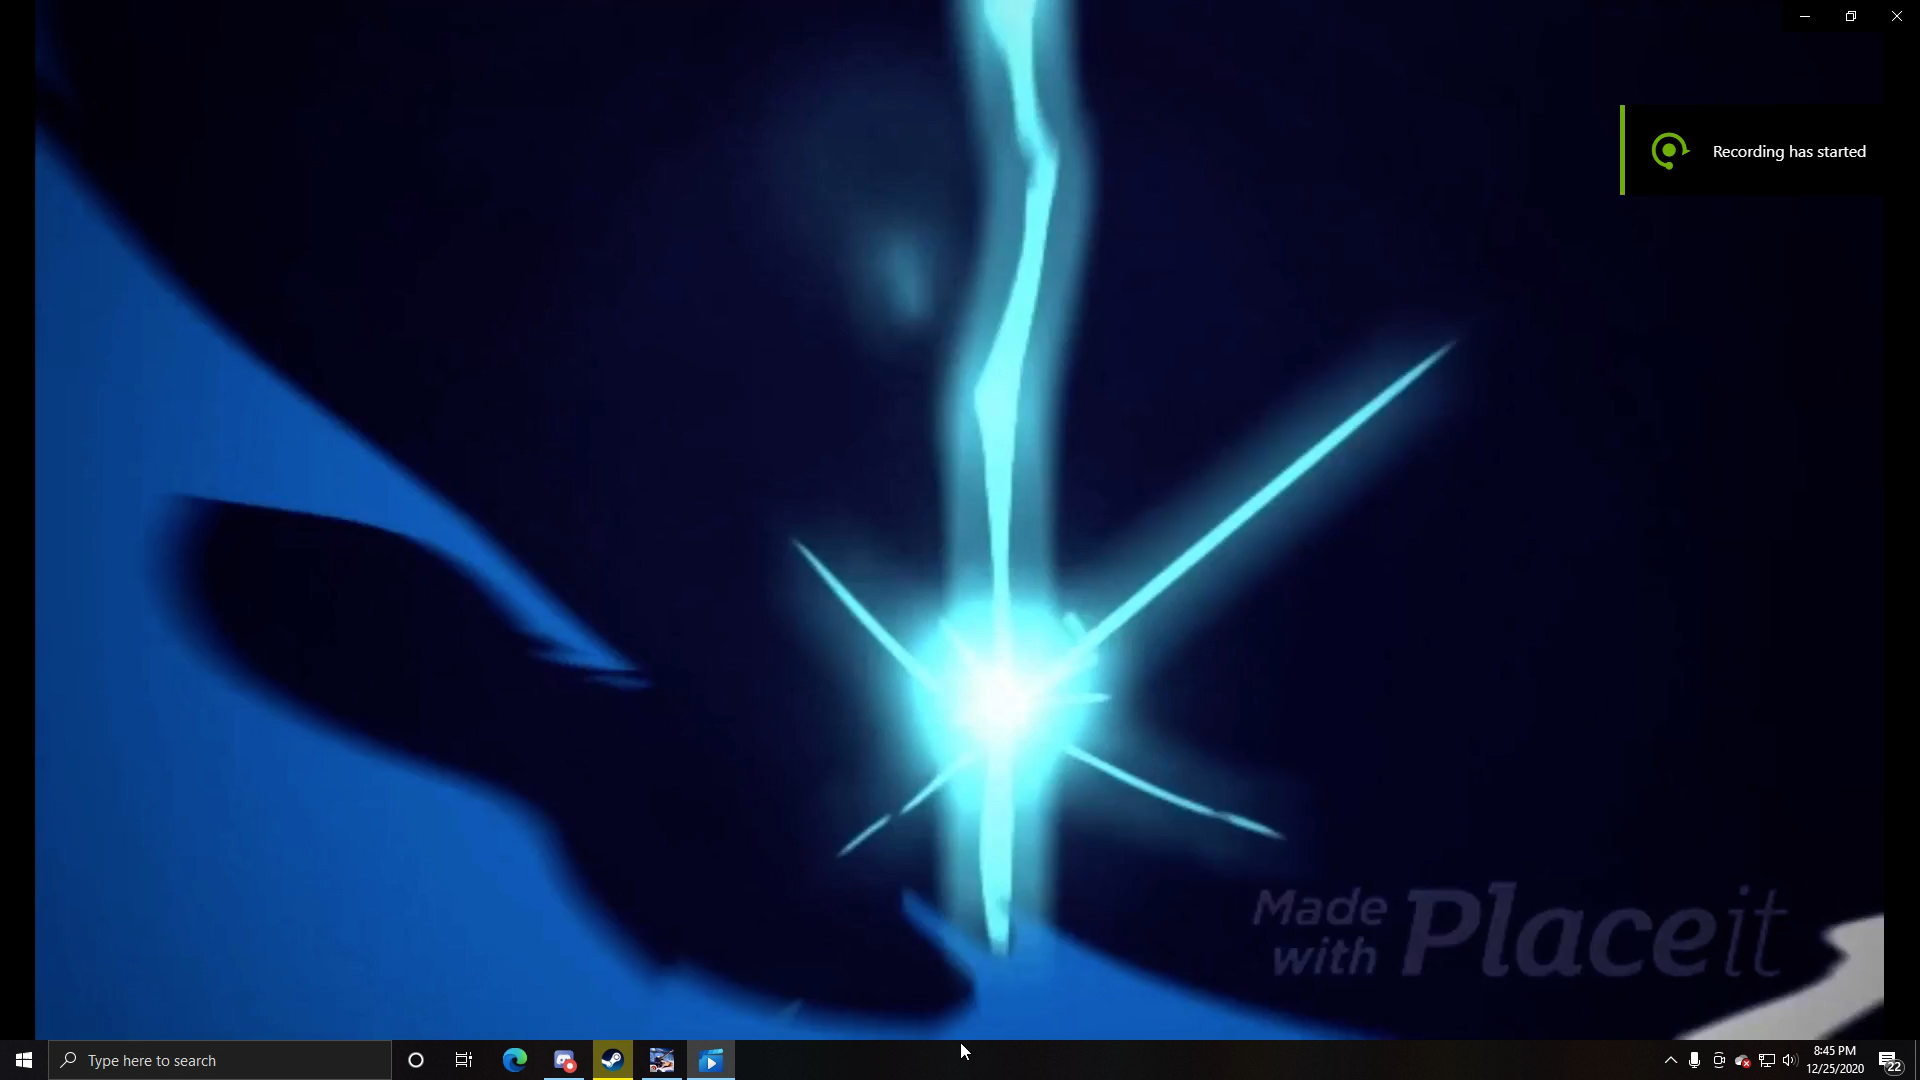 Recording has started
Made
with Placeit
Type here to search
8:45 PM
12/25/2020
22